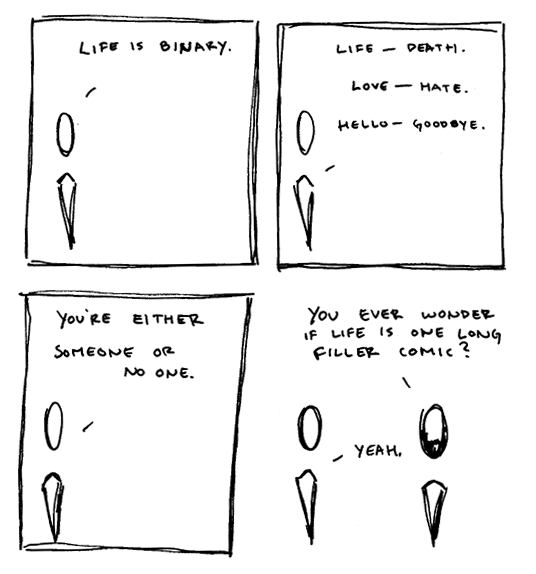 LIFE IS BINARY.
LIFE — DEATH.
LOVE — HATE.
HELLO — GOODBYE.
YOU'RE EITHER
SOMEONE OR
NO ONE.
YOU EVER WONDER
IF LIFE IS ONE LONG
FILLER COMIC?
YEAH.